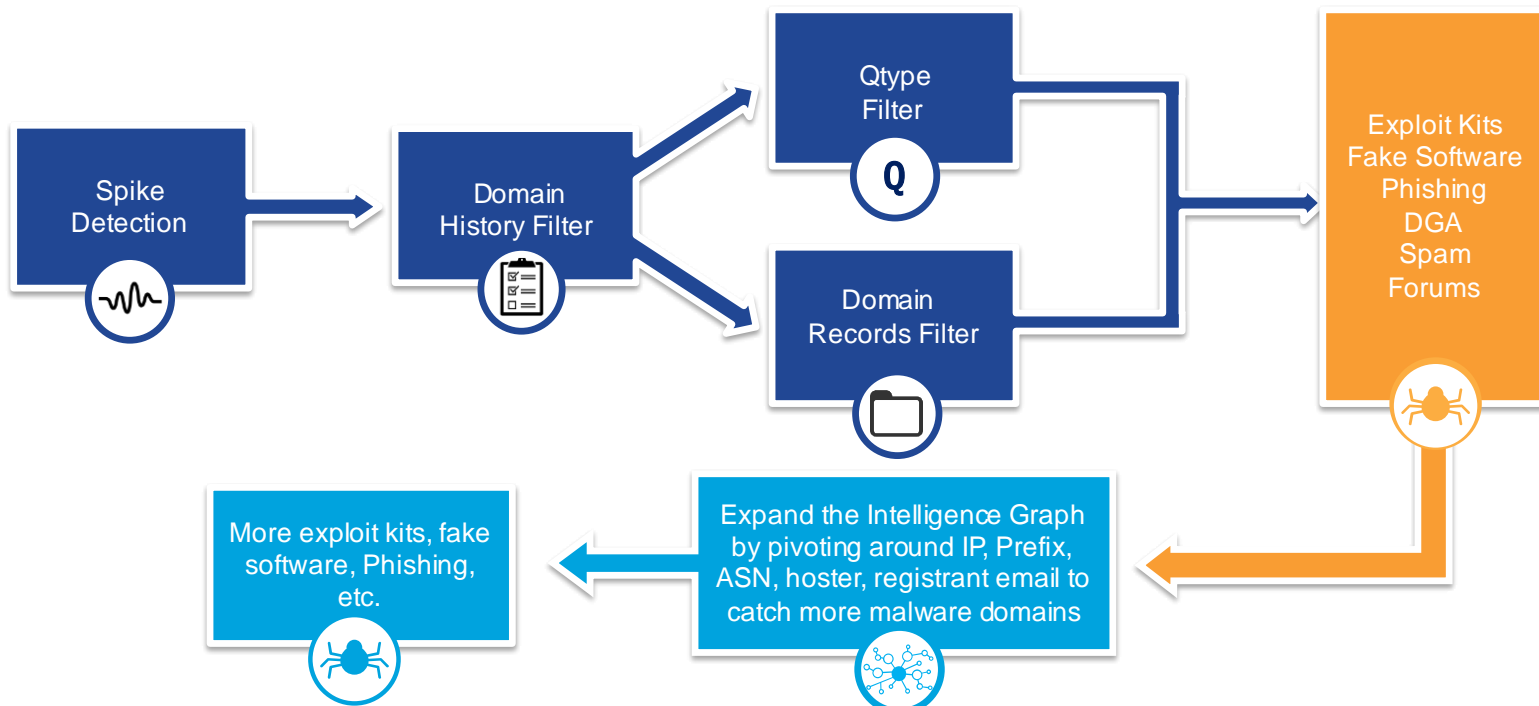 Spike
Detection
Domain
History Filter
Qtype
Filter
Q
Domain
Records Filter
Exploit Kits
Fake Software
Phishing
DGA
Spam
Forums
Expand the Intelligence Graph
by pivoting around IP, Prefix,
ASN, hoster, registrant email to
catch more malware domains
More exploit kits, fake
software, Phishing,
etc.